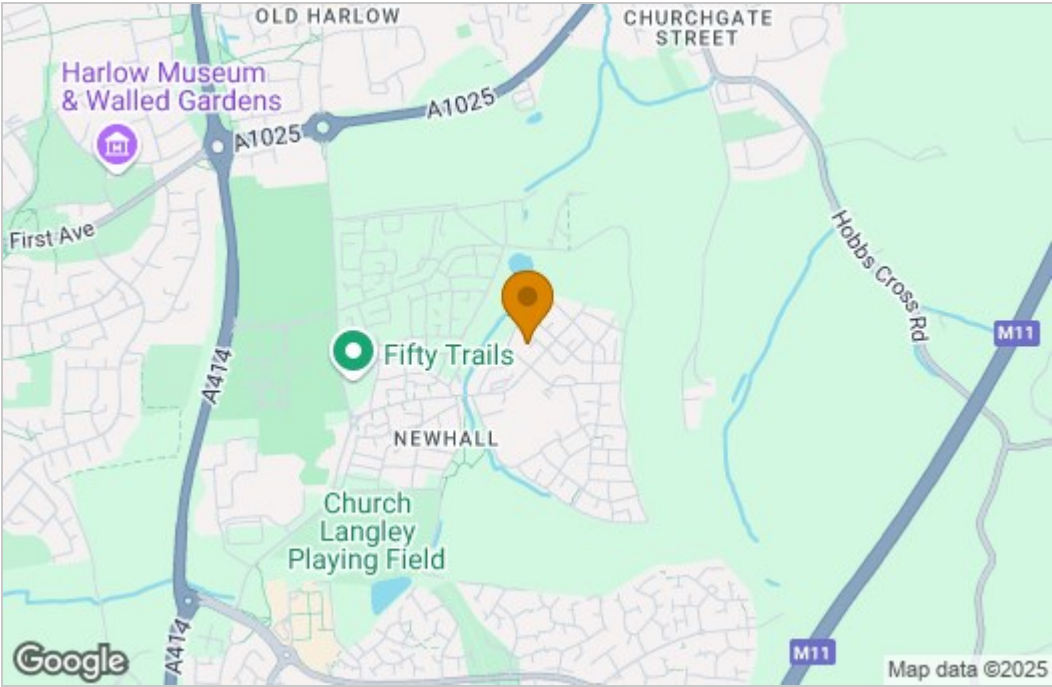 OLD HARLOW
CHURCHGATE
STREET
Harlow Museum
& Walled Gardens
A1025
A1025
First Ave
Hobbs Cross Rd
M11
A414
Fifty Trails
NEWHALL
Church
Langley
Playing Field
A414
M11
Google
Map data ©2025